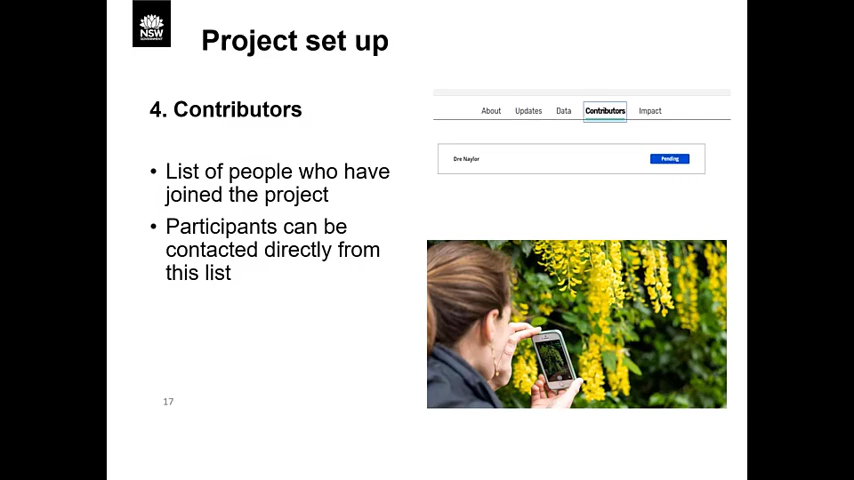 NSW
GOVERNMENT
Project set up
4. Contributors
• List of people who have
joined the project
• Participants can be
contacted directly from
this list
About Updates Data Contributors Impact
Dre Naylor Pending
17